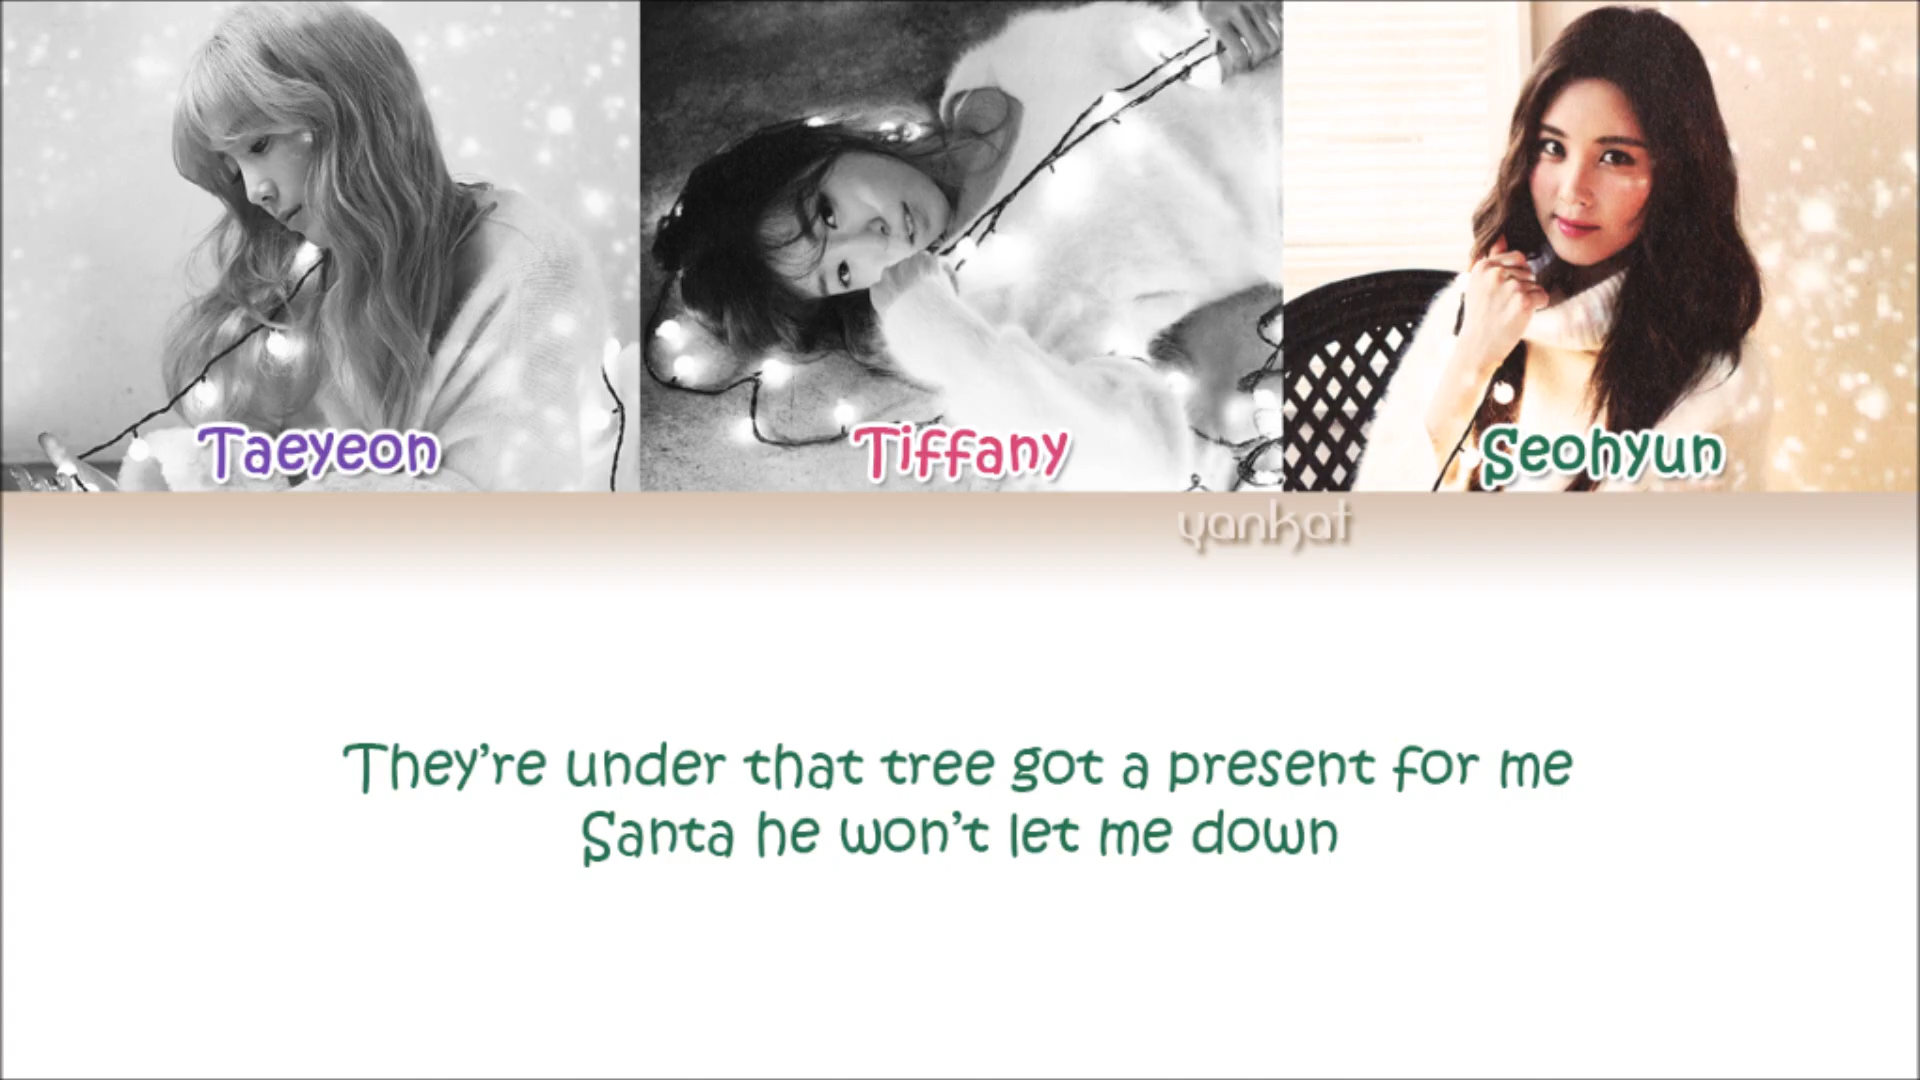 Taeyeon
Tiffany
Seohyun
yankat
They’re under that tree got a present for me
Santa he won’t let me down